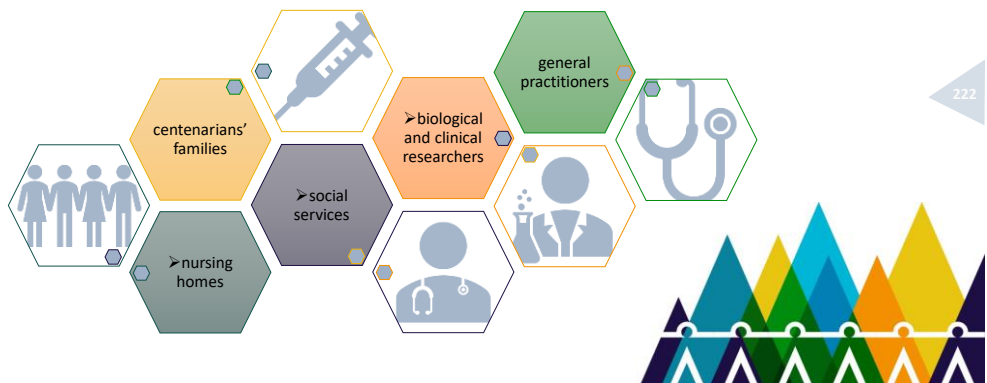 general
practitioners
222
➢biological
and clinical
researchers
centenarians’
families
➢social
services
➢nursing
homes